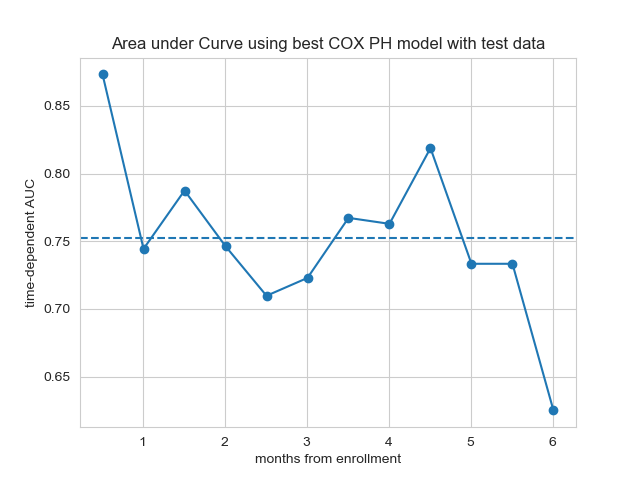 Area under Curve using best COX PH model with test data
time-dependent AUC
0.85
0.80
0.75
0.70
0.65
1 2 3 4 5 6
months from enrollment